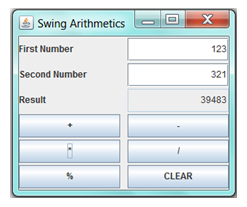 Swing Arithmetics
First Number 123
Second Number 321
Result 39483
+ -
* /
% CLEAR